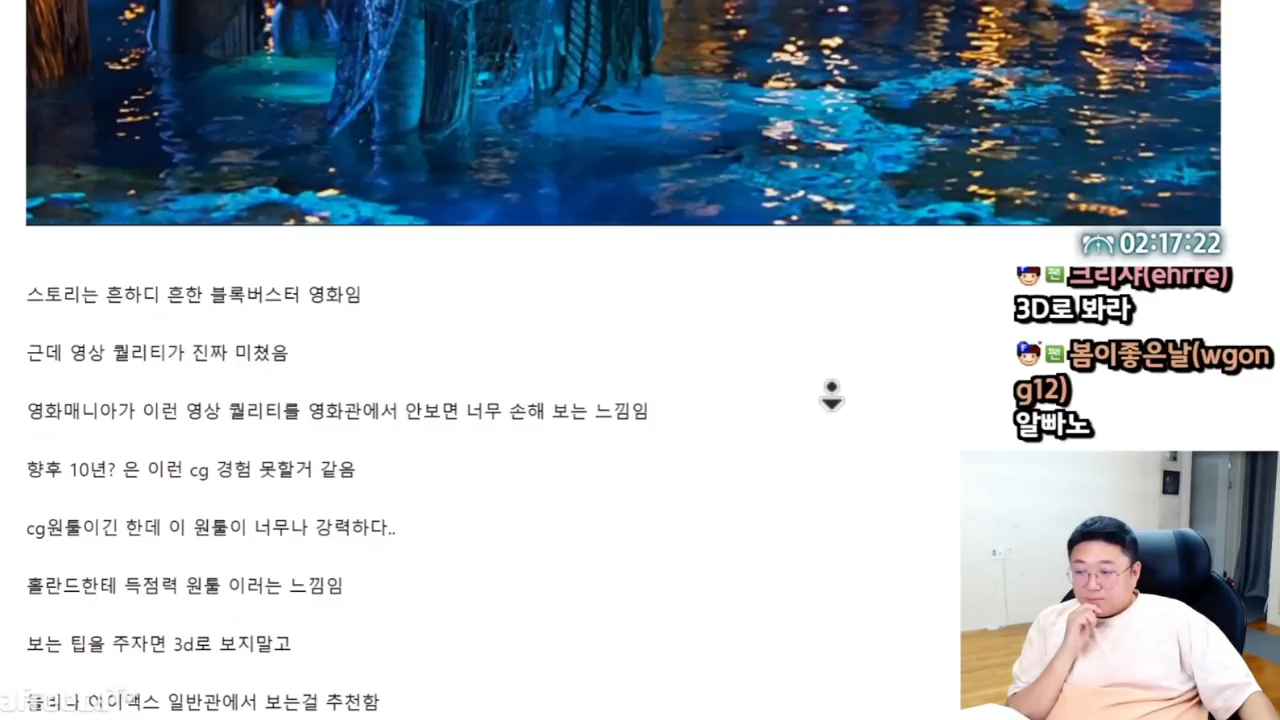 02:17:22
스토리는 흔하디 흔한 블록버스터 영화임
근데 영상 퀄리티가 진짜 미쳤음
영화매니아가 이런 영상 퀄리티를 영화관에서 안보면 너무 손해 보는 느낌임
향후 10년? 은 이런 cg 경험 못할거 같음
cg원툴이긴 한데 이 원툴이 너무나 강력하다..
홀란드한테 득점력 원툴 이러는 느낌임
보는 팁을 주자면 3d로 보지말고
일반관에서 보는걸 추천함
팬 크리샤(ehrre)
3D로 봐라
팬 봄이좋은날(wgon
g12)
알빠노